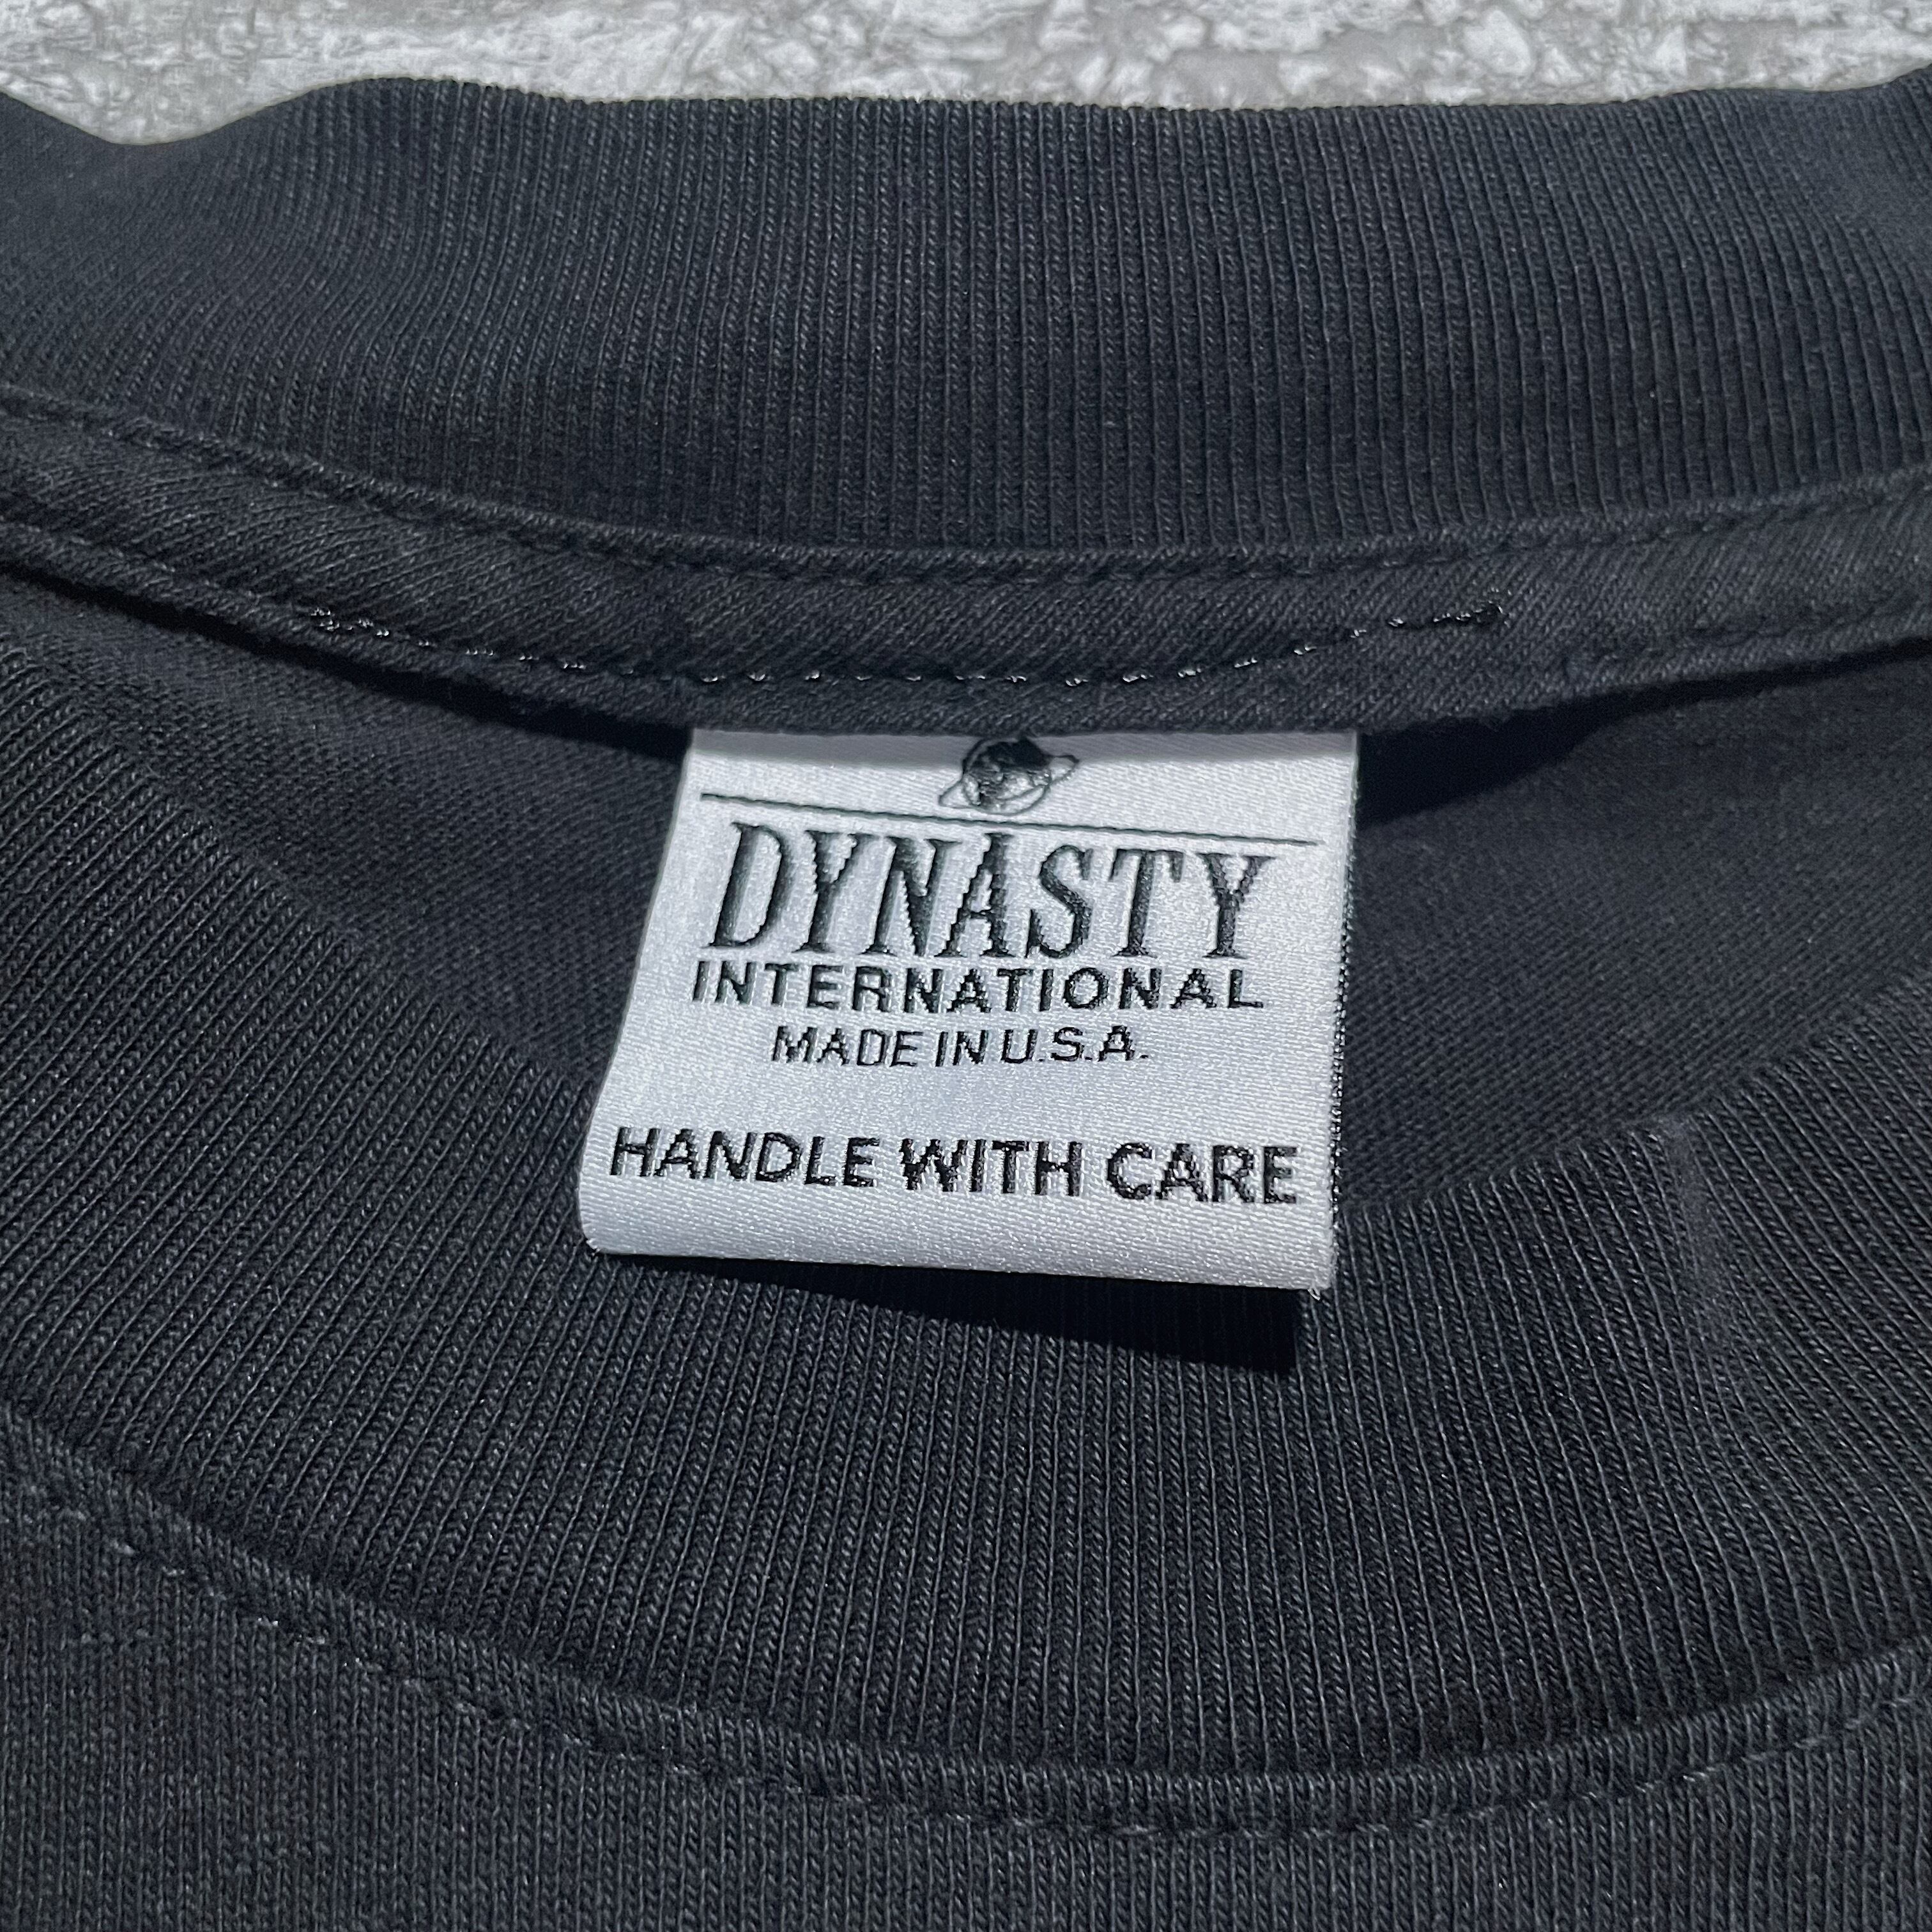 DYNASTY
INTERNATIONAL
MADE IN U.S.A.
HANDLE WITH CARE